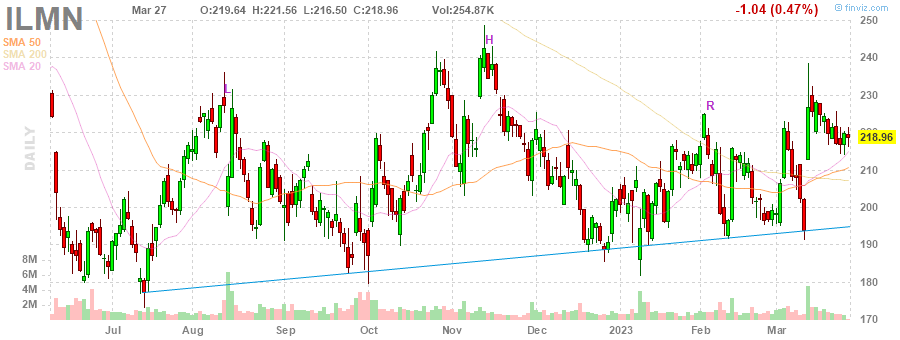 ILMN Mar 27 O:219.64 H:221.56 L:216.50 C:218.96 Vol:254.87K -1.04 (0.47%) © finviz.com
SMA 50
SMA 200
SMA 20
DAILY
L
H
R
250
240
230
220
218.96
210
200
190
180
170
8M
6M
4M
2M
Jul Aug Sep Oct Nov Dec 2023 Feb Mar